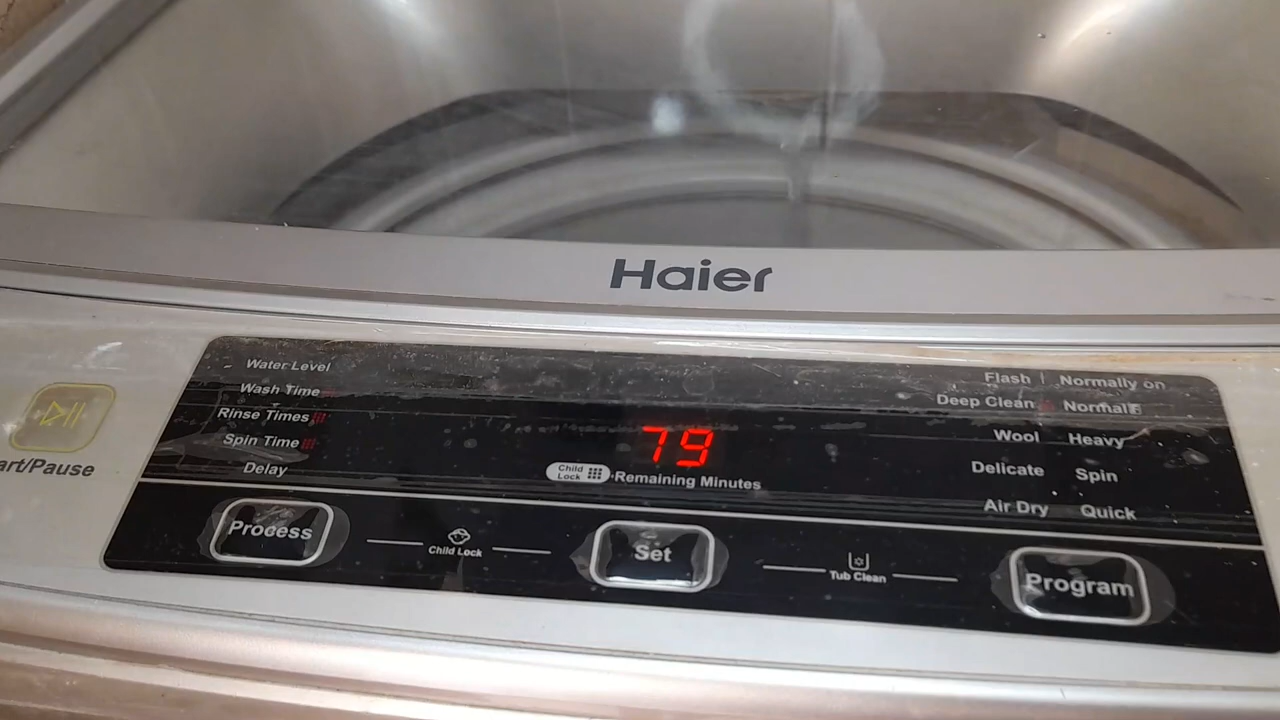 Haier
Water Level
Wash Time
Rinse Times
Spin Time
Delay
art/Pause
79
Child Lock
Remaining Minutes
Flash Normally on
Deep Clean Normal
Wool Heavy
Delicate Spin
Air Dry Quick
Process
Child Lock
Set
Tub Clean
Program